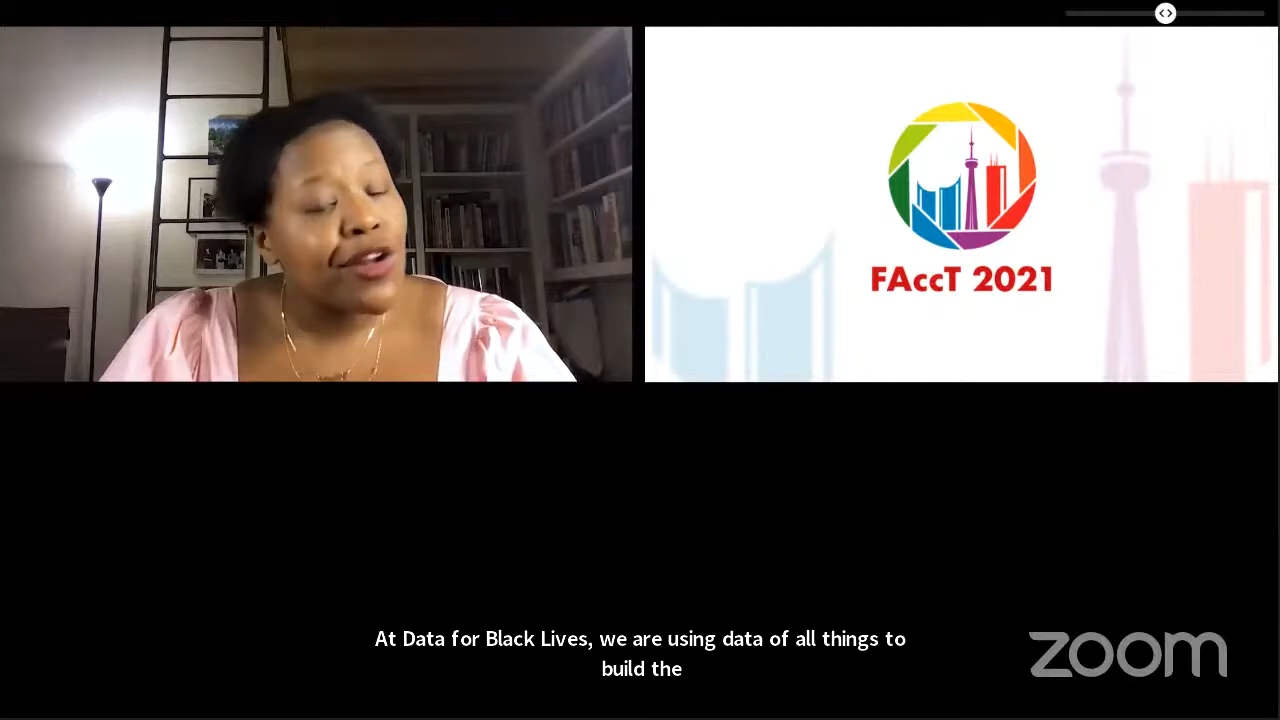 FAccT 2021
At Data for Black Lives, we are using data of all things to
build the
zoom